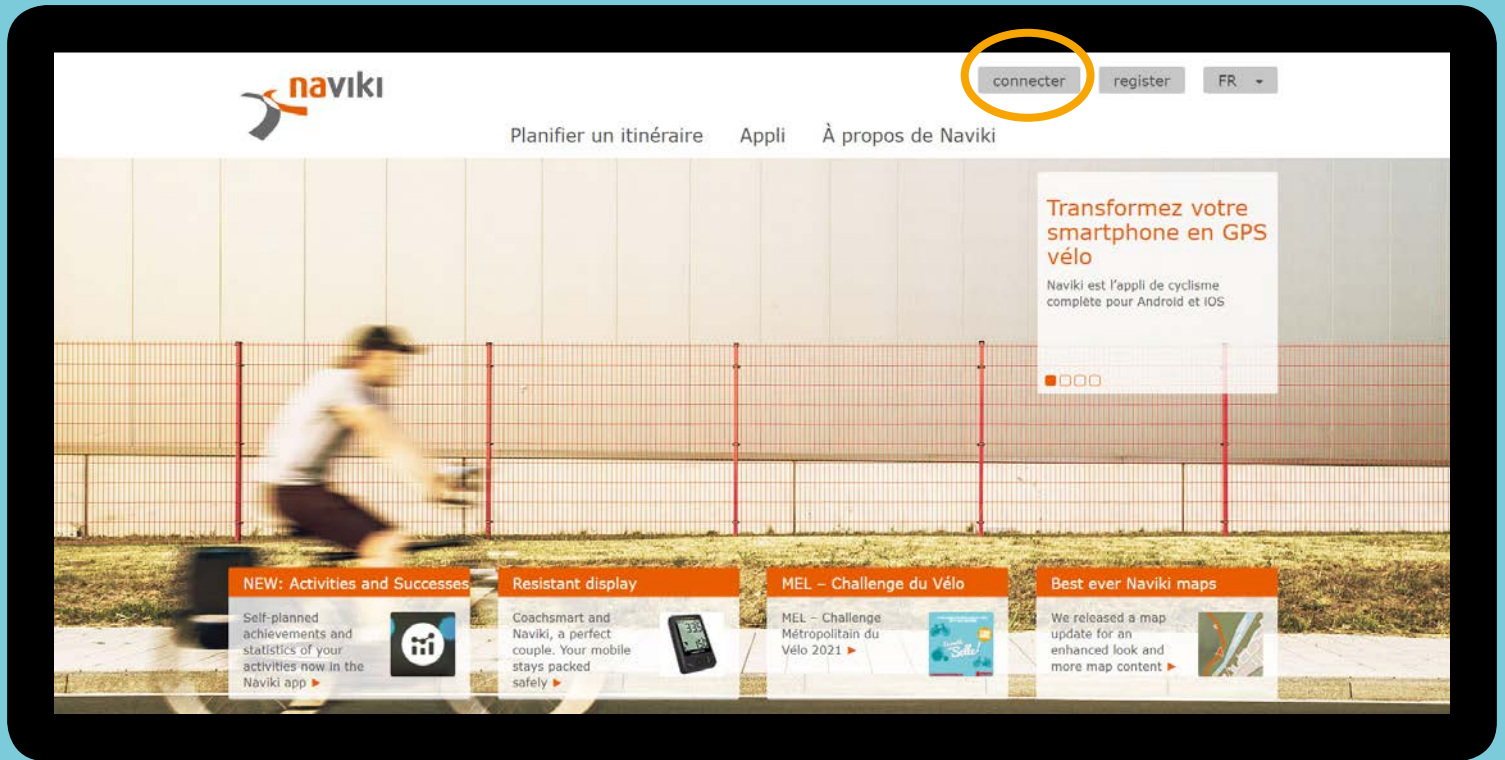 naviki
connecter
register
FR
Planifier un itinéraire
Appli
À propos de Naviki
Transformez votre
smartphone en GPS
vélo
Naviki est l'appli de cyclisme
complète pour Android et iOS
NEW: Activities and Successes
Self-planned
achievements and
statistics of your
activities now in the
Naviki app
Resistant display
Coachsmart and
Naviki, a perfect
couple. Your mobile
stays packed
safely
MEL – Challenge du Vélo
MEL – Challenge
Métropolitain du
Vélo 2021
Selle!
Best ever Naviki maps
We released a map
update for an
enhanced look and
more map content